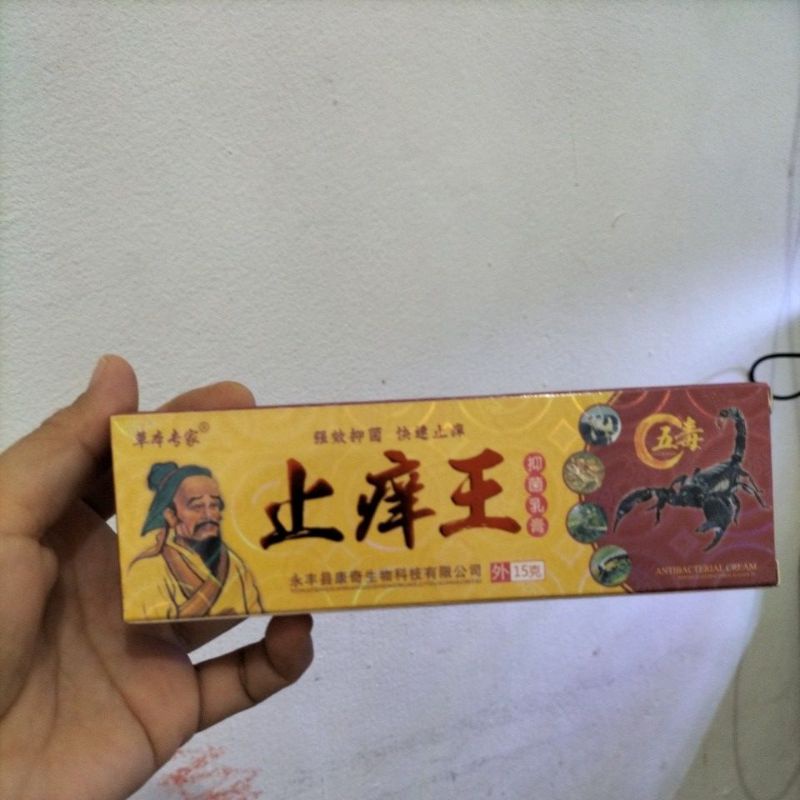 草本专家®
强效抑菌 快速止痒
止痒王
抑菌乳膏
永丰县康奇生物科技有限公司 外 15克
五毒
ANTIBACTERIAL CREAM